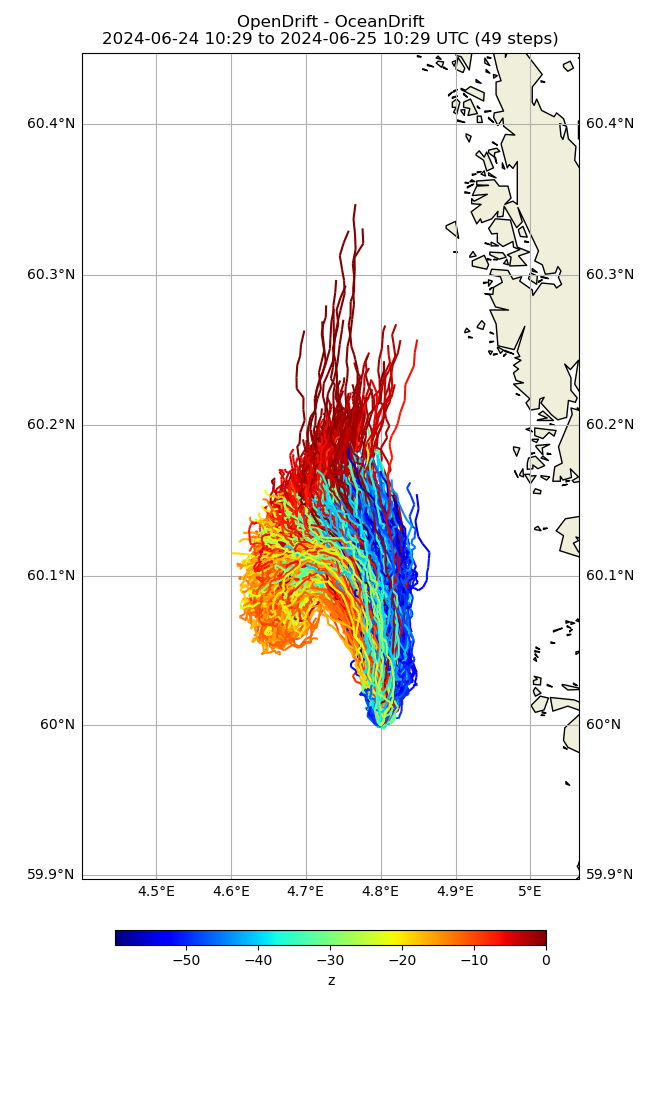 OpenDrift - OceanDrift
2024-06-24 10:29 to 2024-06-25 10:29 UTC (49 steps)
60.4°N 60.4°N
60.3°N 60.3°N
60.2°N 60.2°N
60.1°N 60.1°N
60°N 60°N
59.9°N 59.9°N
4.5°E 4.6°E 4.7°E 4.8°E 4.9°E 5°E
−50 −40 −30 −20 −10 0
z